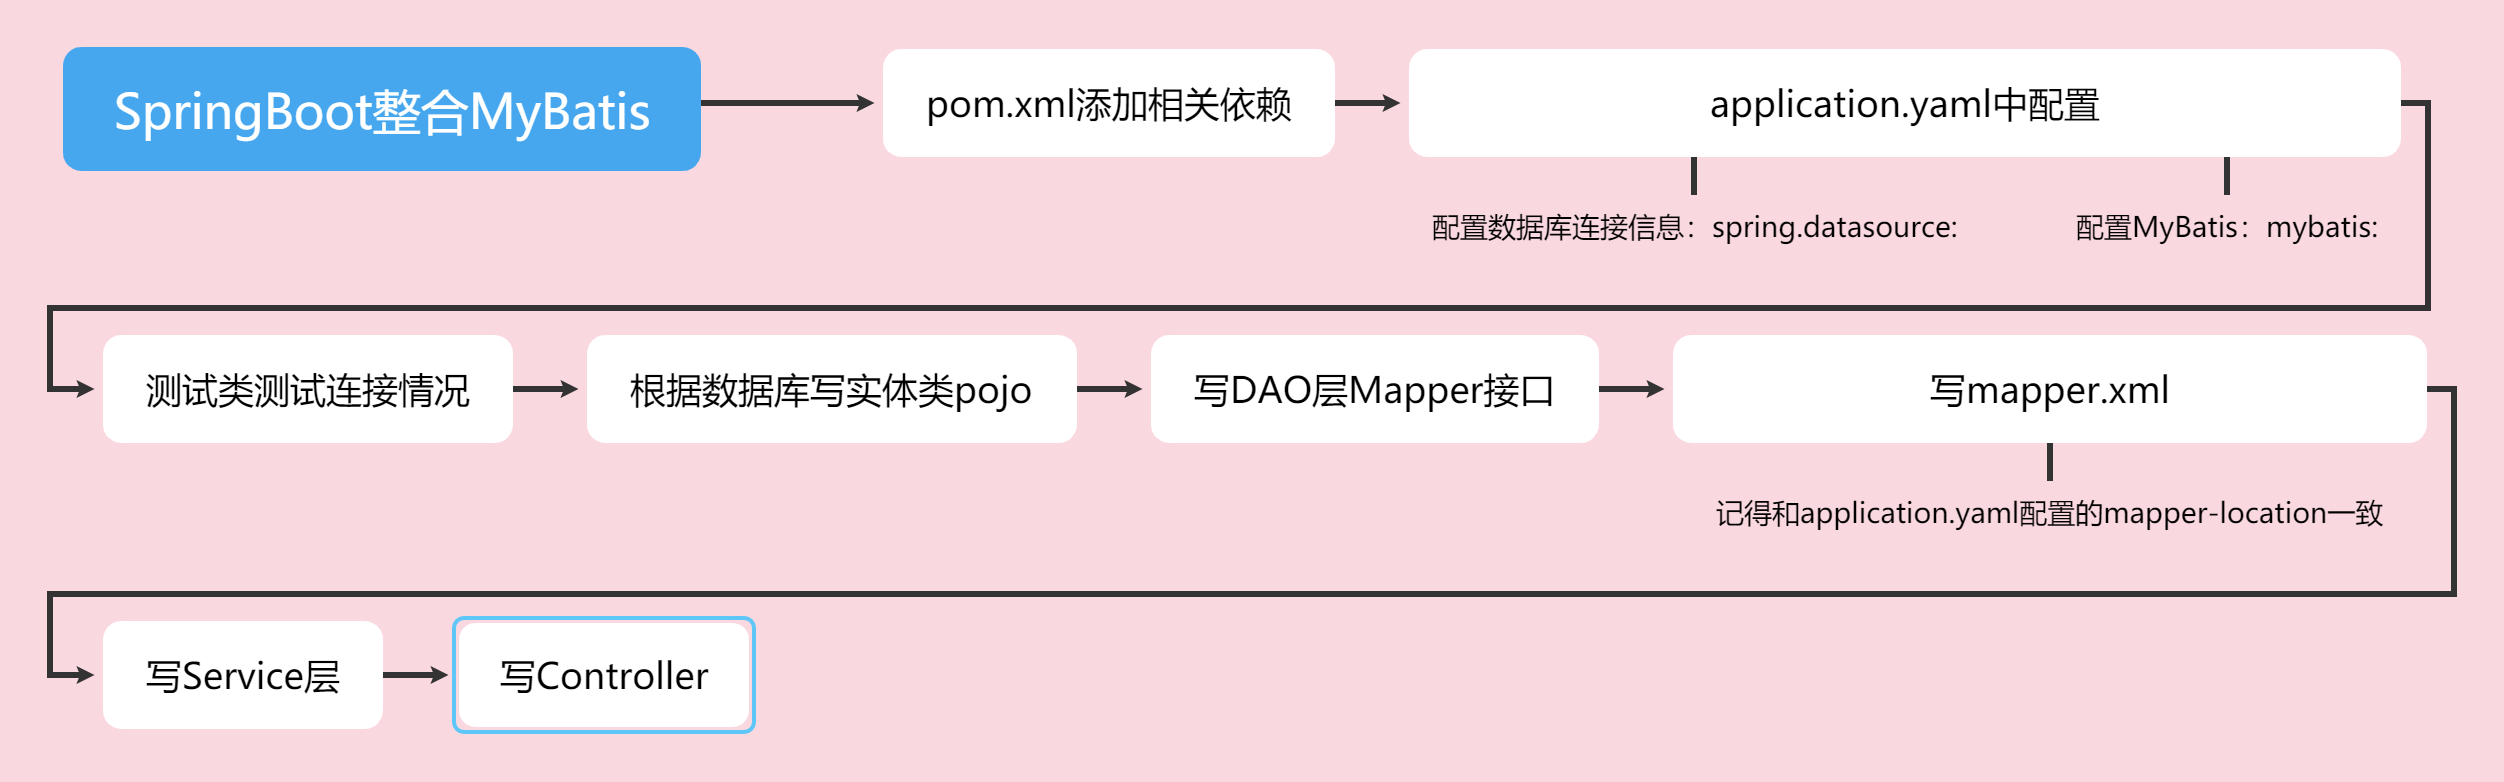 SpringBoot整合MyBatis
pom.xml添加相关依赖
application.yaml中配置
配置数据库连接信息：spring.datasource:
配置MyBatis：mybatis:
测试类测试连接情况
根据数据库写实体类pojo
写DAO层Mapper接口
写mapper.xml
记得和application.yaml配置的mapper-location一致
写Service层
写Controller